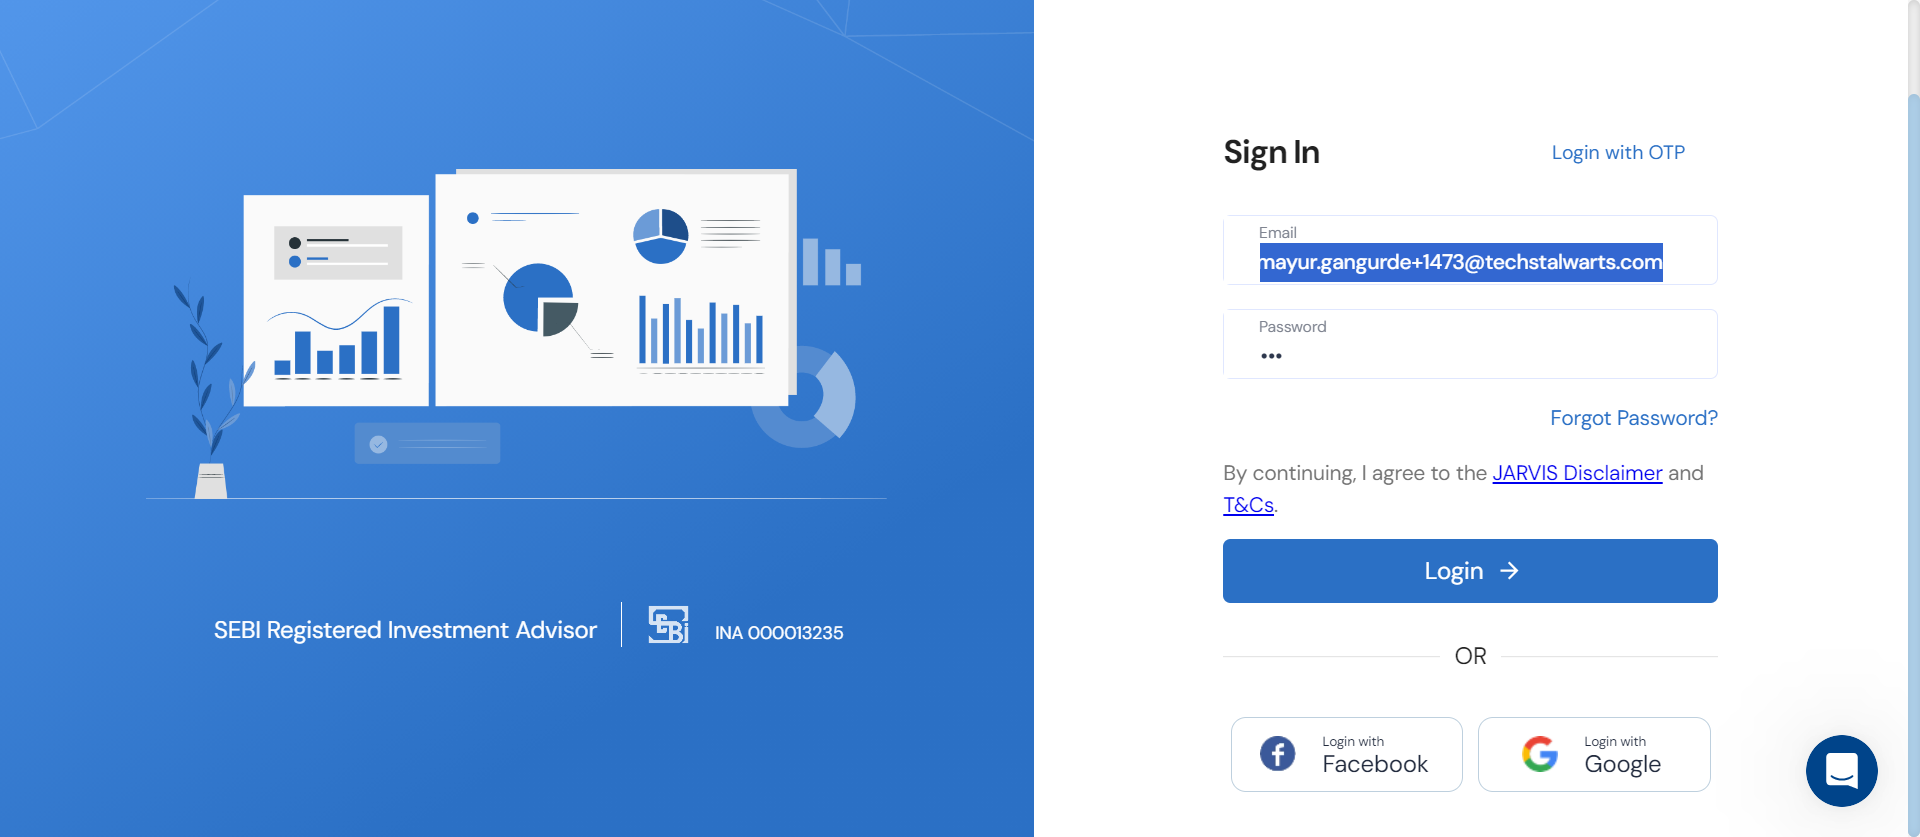 Sign In
Login with OTP
Email
mayur.gangurde+1473@techstalwarts.com
Password
•••
Forgot Password?
By continuing, I agree to the JARVIS Disclaimer and
T&Cs.
Login →
OR
Login with
Facebook
Login with
Google
SEBI Registered Investment Advisor
SEBI
INA 000013235